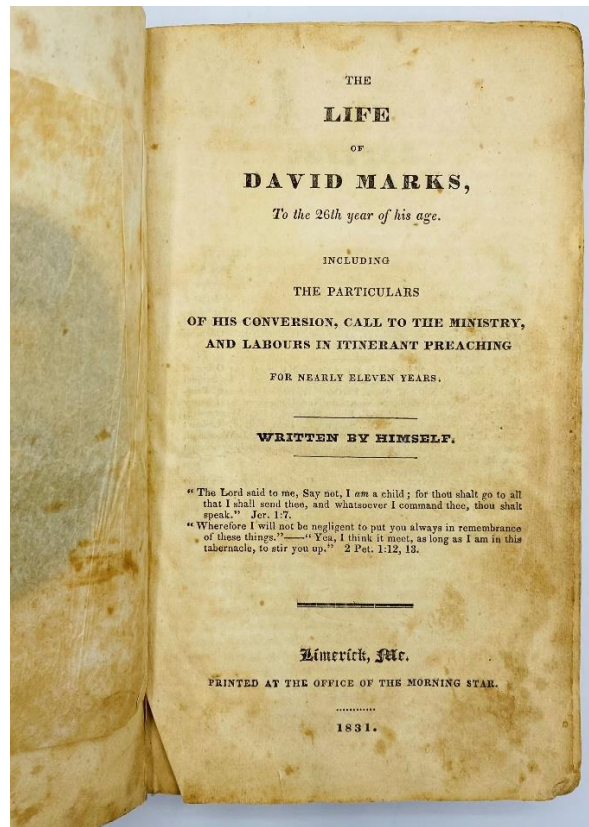 THE
LIFE
OF
DAVID MARKS,
To the 26th year of his age.
INCLUDING
THE PARTICULARS
OF HIS CONVERSION, CALL TO THE MINISTRY,
AND LABOURS IN ITINERANT PREACHING
FOR NEARLY ELEVEN YEARS.
WRITTEN BY HIMSELF.
“ The Lord said to me, Say not, I am a child ; for thou shalt go to all
that I shall send thee, and whatsoever I command thee, thou shalt
speak.” Jer. 1:7.
“ Wherefore I will not be negligent to put you always in remembrance
of these things.”——“ Yea, I think it meet, as long as I am in this
tabernacle, to stir you up.” 2 Pet. 1:12, 13.
Limerick, Me.
PRINTED AT THE OFFICE OF THE MORNING STAR.
............
1831.